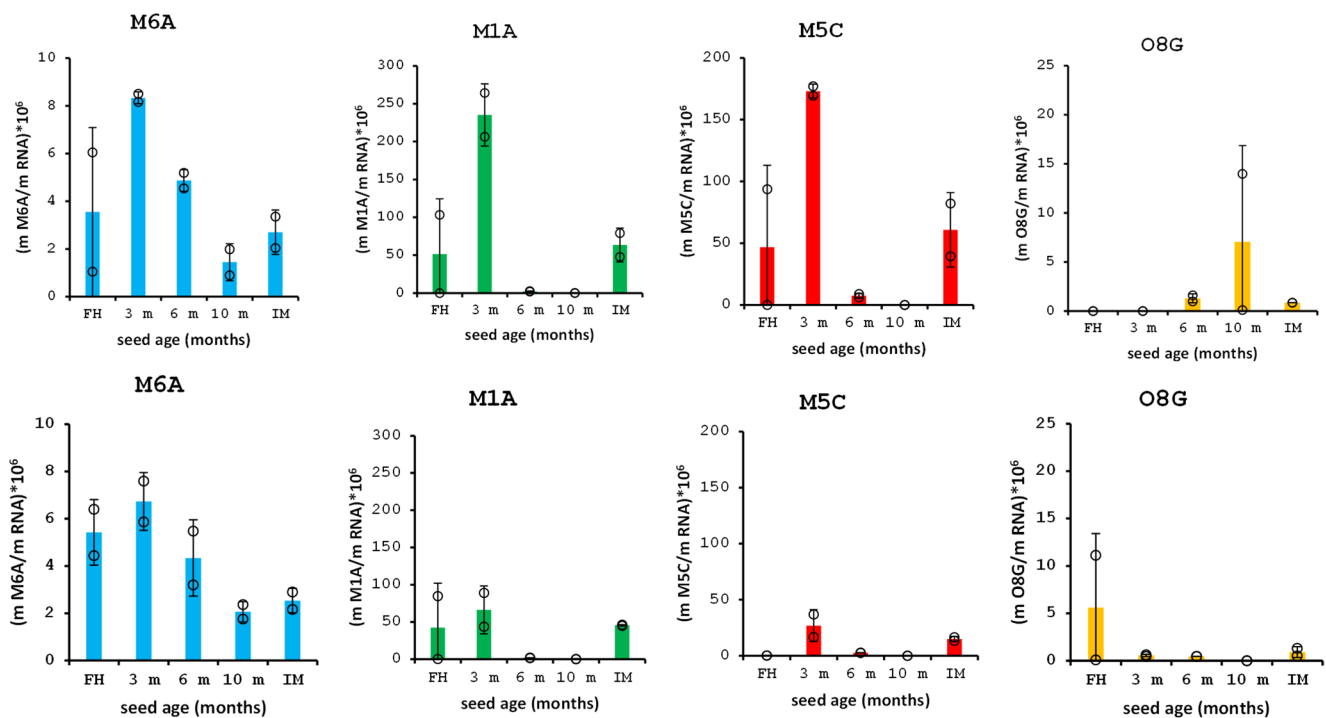 M6A
(m M6A/m RNA)*10⁶
10
8
6
4
2
0
FH 3 m 6 m 10 m IM
seed age (months)
M1A
(m M1A/m RNA)*10⁶
300
250
200
150
100
50
0
FH 3 m 6 m 10 m IM
seed age (months)
M5C
(m M5C/m RNA)*10⁶
200
150
100
50
0
FH 3 m 6 m 10 m IM
seed age (months)
O8G
(m O8G/m RNA)*10⁶
25
20
15
10
5
0
FH 3 m 6 m 10 m IM
seed age (months)
M6A
(m M6A/m RNA)*10⁶
10
8
6
4
2
0
FH 3 m 6 m 10 m IM
seed age (months)
M1A
(m M1A/m RNA)*10⁶
300
250
200
150
100
50
0
FH 3 m 6 m 10 m IM
seed age (months)
M5C
(m M5C/m RNA)*10⁶
200
150
100
50
0
FH 3 m 6 m 10 m IM
seed age (months)
O8G
(m O8G/m RNA)*10⁶
25
20
15
10
5
0
FH 3 m 6 m 10 m IM
seed age (months)